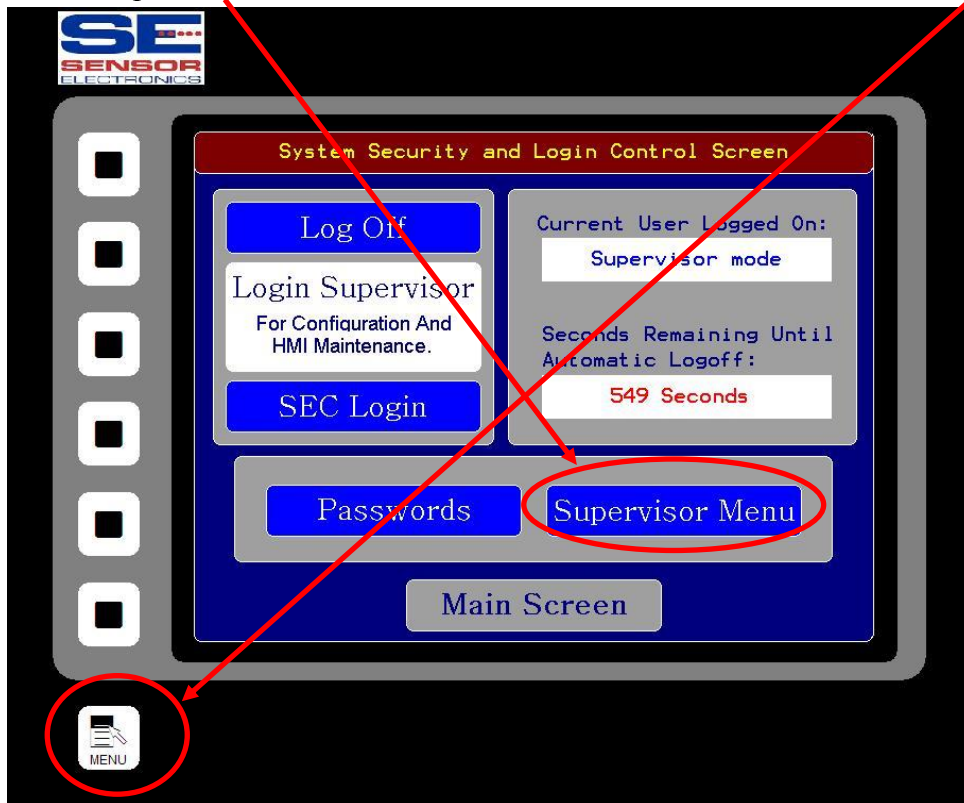 SE
SENSOR
ELECTRONICS
System Security and Login Control Screen
Log Off
Login Supervisor
For Configuration And
HMI Maintenance.
SEC Login
Current User Logged On:
Supervisor mode
Seconds Remaining Until
Automatic Logoff:
549 Seconds
Passwords
Supervisor Menu
Main Screen
MENU